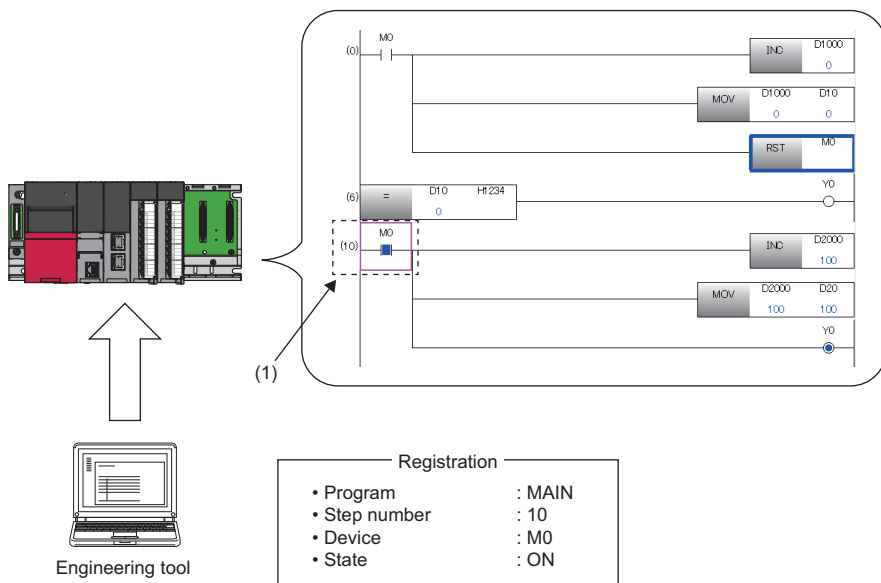 M0
(0)
INC D1000
0
MOV D1000 D10
0 0
RST M0
Y0
(6) = D10 H1234
0
M0
(10)
INC D2000
100
MOV D2000 D20
100 100
Y0
(1)
Engineering tool
Registration
• Program : MAIN
• Step number : 10
• Device : M0
• State : ON